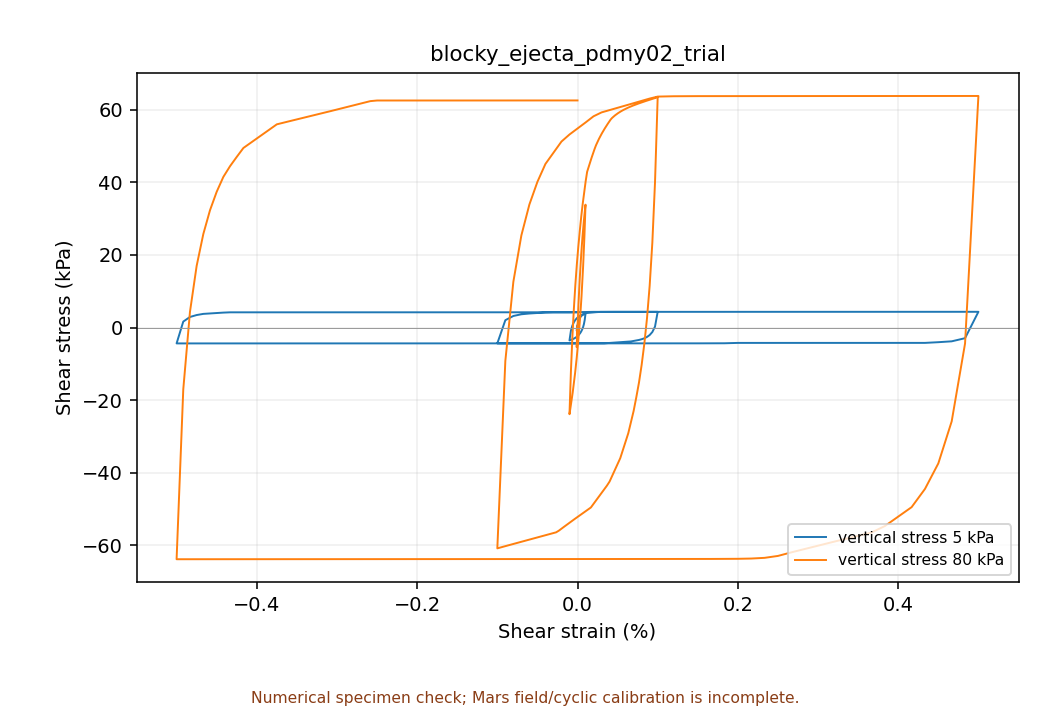 blocky_ejecta_pdmy02_trial
Shear stress (kPa)
60
40
20
0
−20
−40
−60
−0.4
−0.2
0.0
0.2
0.4
Shear strain (%)
vertical stress 5 kPa
vertical stress 80 kPa
Numerical specimen check; Mars field/cyclic calibration is incomplete.